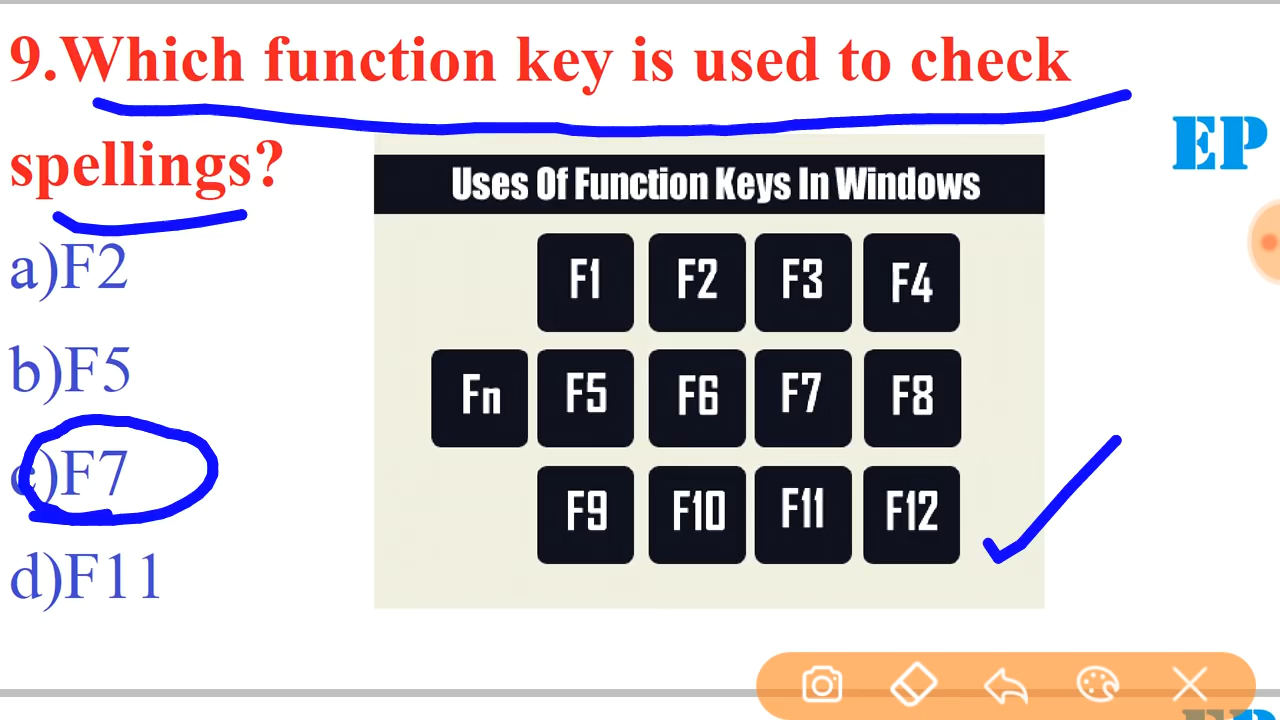 9.Which function key is used to check
spellings?
EP
Uses Of Function Keys In Windows
a)F2
b)F5
c)F7
d)F11
F1 F2 F3 F4
Fn F5 F6 F7 F8
F9 F10 F11 F12